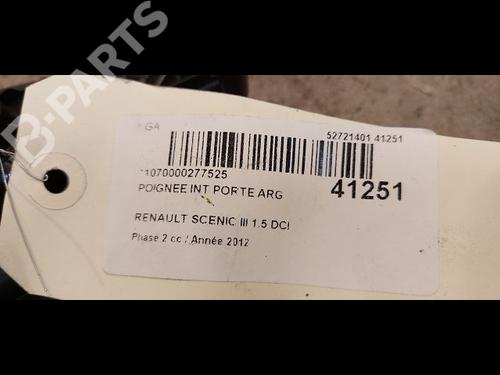 B-PARTS
GA
52721401 41251
*1070000277525
POIGNEE INT PORTE ARG
41251
RENAULT SCENIC III 1.5 DCI
Phase 2 cc / Année 2012